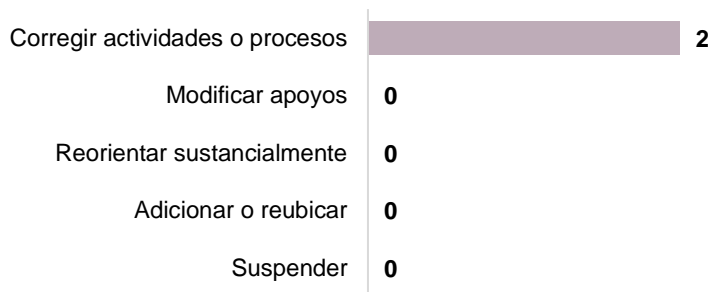 Corregir actividades o procesos 2
Modificar apoyos 0
Reorientar sustancialmente 0
Adicionar o reubicar 0
Suspender 0